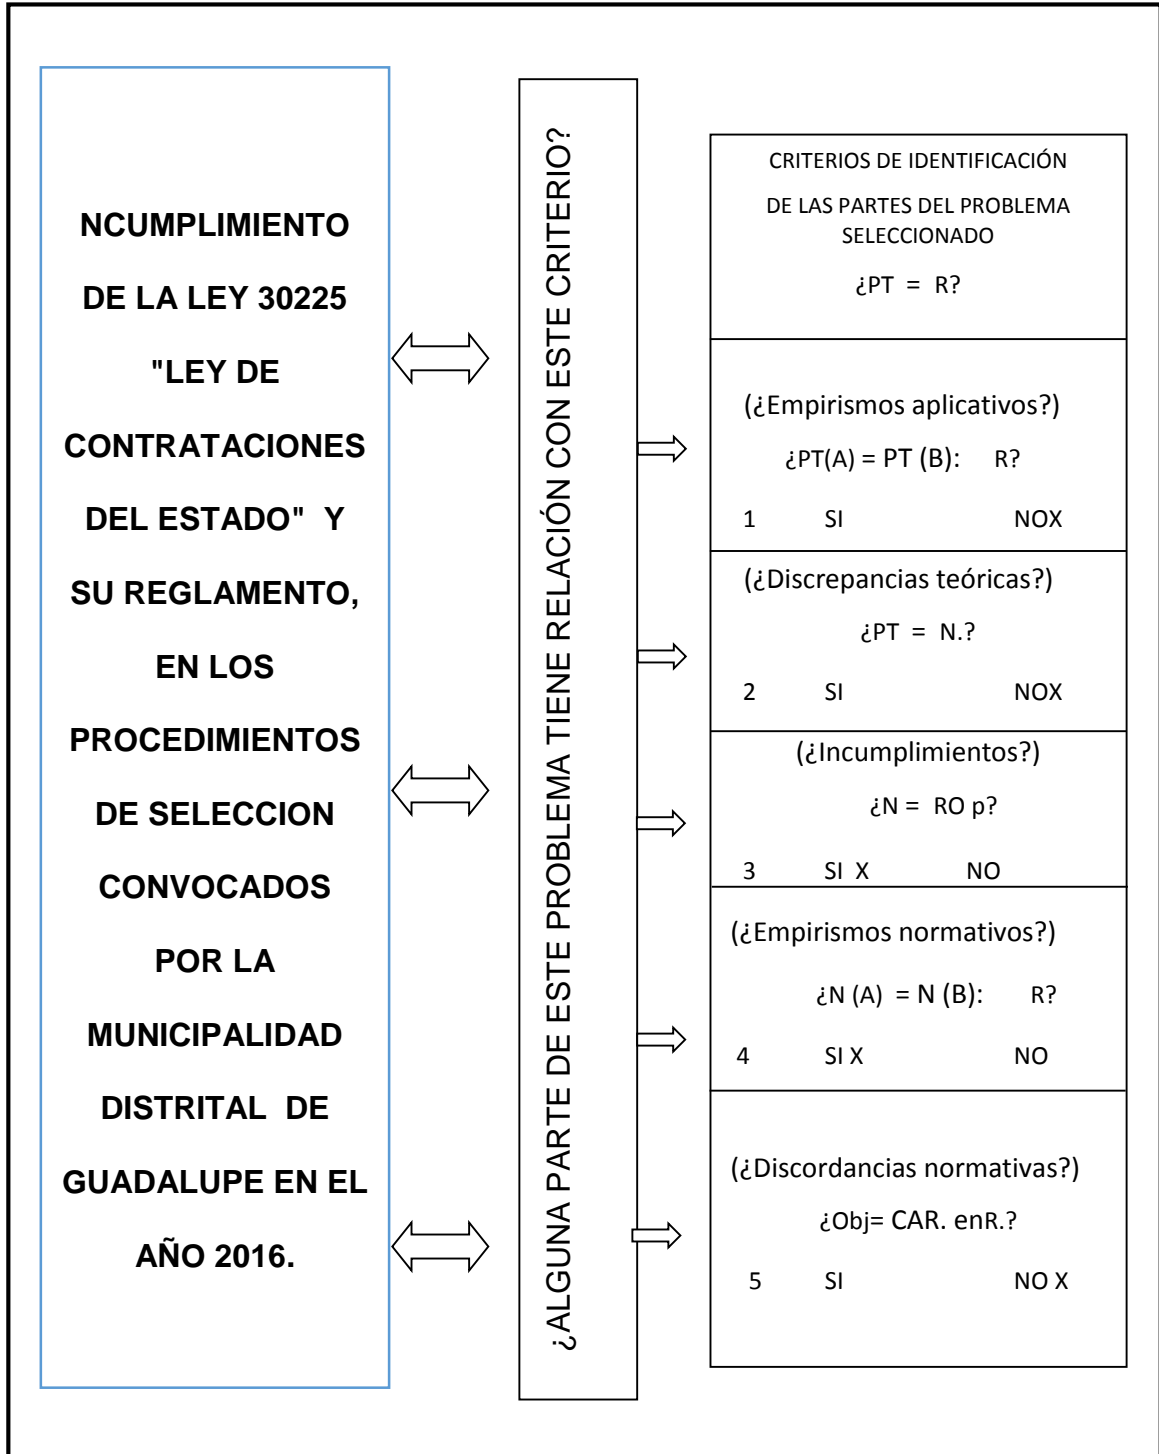 NCUMPLIMIENTO
DE LA LEY 30225
"LEY DE
CONTRATACIONES
DEL ESTADO" Y
SU REGLAMENTO,
EN LOS
PROCEDIMIENTOS
DE SELECCION
CONVOCADOS
POR LA
MUNICIPALIDAD
DISTRITAL DE
GUADALUPE EN EL
AÑO 2016.
¿ALGUNA PARTE DE ESTE PROBLEMA TIENE RELACIÓN CON ESTE CRITERIO?
CRITERIOS DE IDENTIFICACIÓN
DE LAS PARTES DEL PROBLEMA
SELECCIONADO
¿PT = R?
(¿Empirismos aplicativos?)
¿PT(A) = PT (B): R?
1 SI NOX
(¿Discrepancias teóricas?)
¿PT = N.?
2 SI NOX
(¿Incumplimientos?)
¿N = RO p?
3 SI X NO
(¿Empirismos normativos?)
¿N (A) = N (B): R?
4 SI X NO
(¿Discordancias normativas?)
¿Obj= CAR. enR.?
5 SI NO X